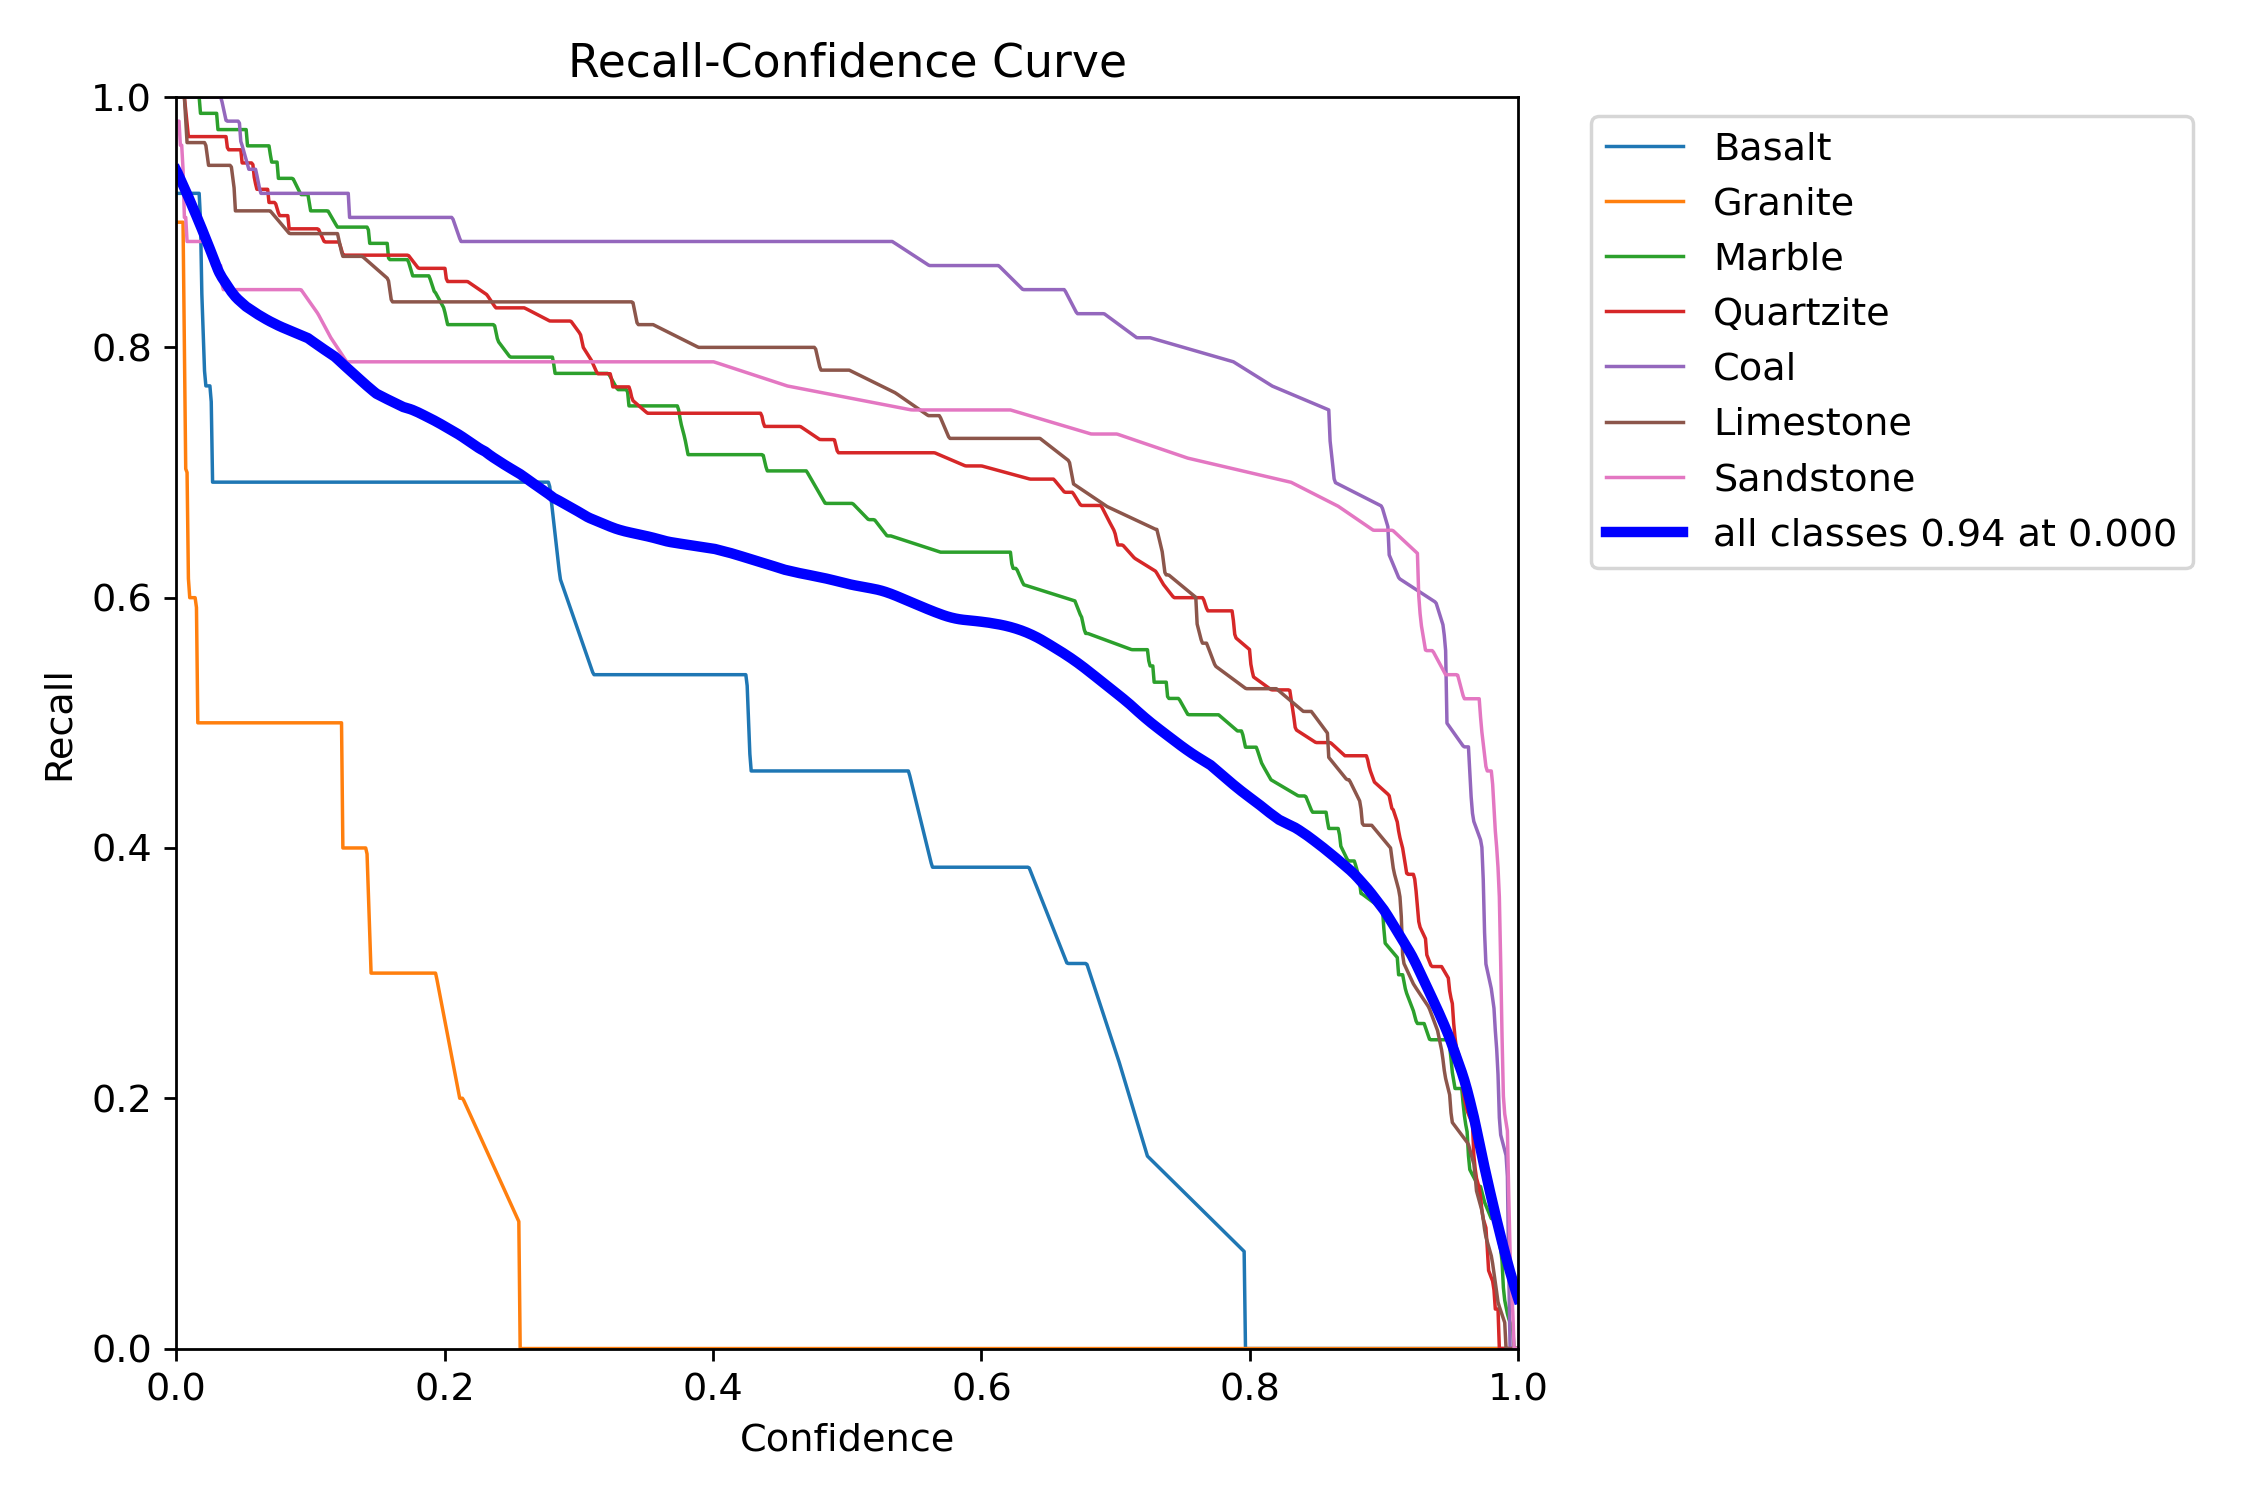 Recall-Confidence Curve
1.0
0.8
0.6
0.4
0.2
0.0
Recall
0.0 0.2 0.4 0.6 0.8 1.0
Confidence
Basalt
Granite
Marble
Quartzite
Coal
Limestone
Sandstone
all classes 0.94 at 0.000